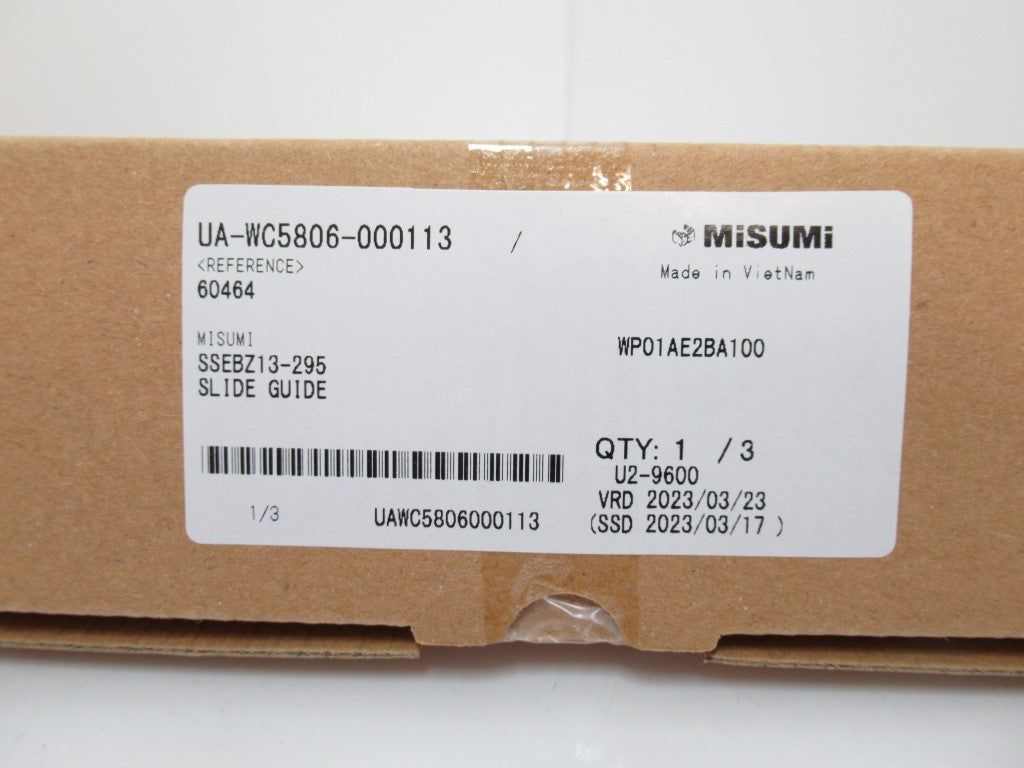 UA-WC5806-000113 /
<REFERENCE>
60464
MiSUMi
Made in VietNam
MISUMI
SSEBZ13-295
SLIDE GUIDE
WP01AE2BA100
QTY: 1 /3
U2-9600
VRD 2023/03/23
(SSD 2023/03/17 )
1/3
UAWC5806000113